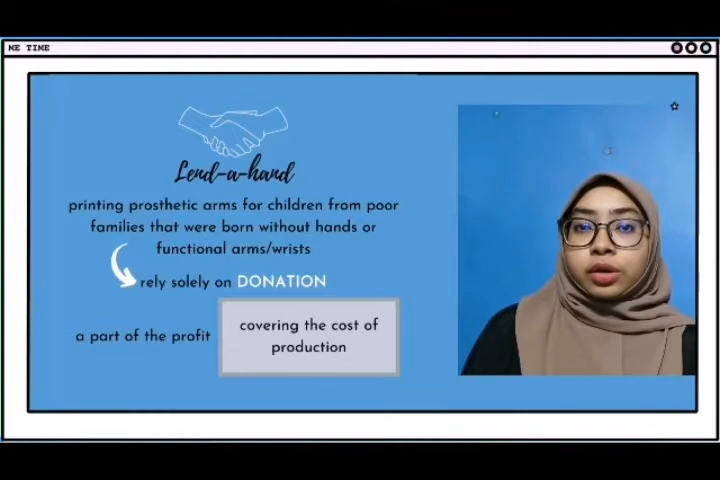 ME TIME
Lend-a-hand
printing prosthetic arms for children from poor
families that were born without hands or
functional arms/wrists
rely solely on DONATION
a part of the profit
covering the cost of
production